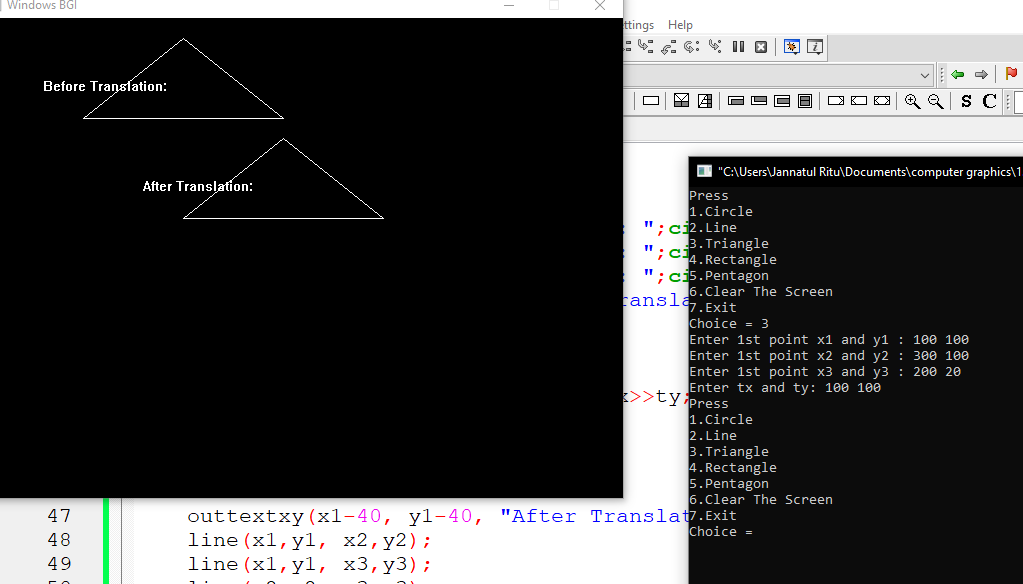 Windows BGI
Before Translation:
After Translation:
ttings Help
S C
";ci
";ci
";ci
ransla
>>ty;
47 outtextxy(x1-40, y1-40, "After Translat
48 line(x1,y1, x2,y2);
49 line(x1,y1, x3,y3);
"C:\Users\Jannatul Ritu\Documents\computer graphics\1
Press
1.Circle
2.Line
3.Triangle
4.Rectangle
5.Pentagon
6.Clear The Screen
7.Exit
Choice = 3
Enter 1st point x1 and y1 : 100 100
Enter 1st point x2 and y2 : 300 100
Enter 1st point x3 and y3 : 200 20
Enter tx and ty: 100 100
Press
1.Circle
2.Line
3.Triangle
4.Rectangle
5.Pentagon
6.Clear The Screen
7.Exit
Choice =